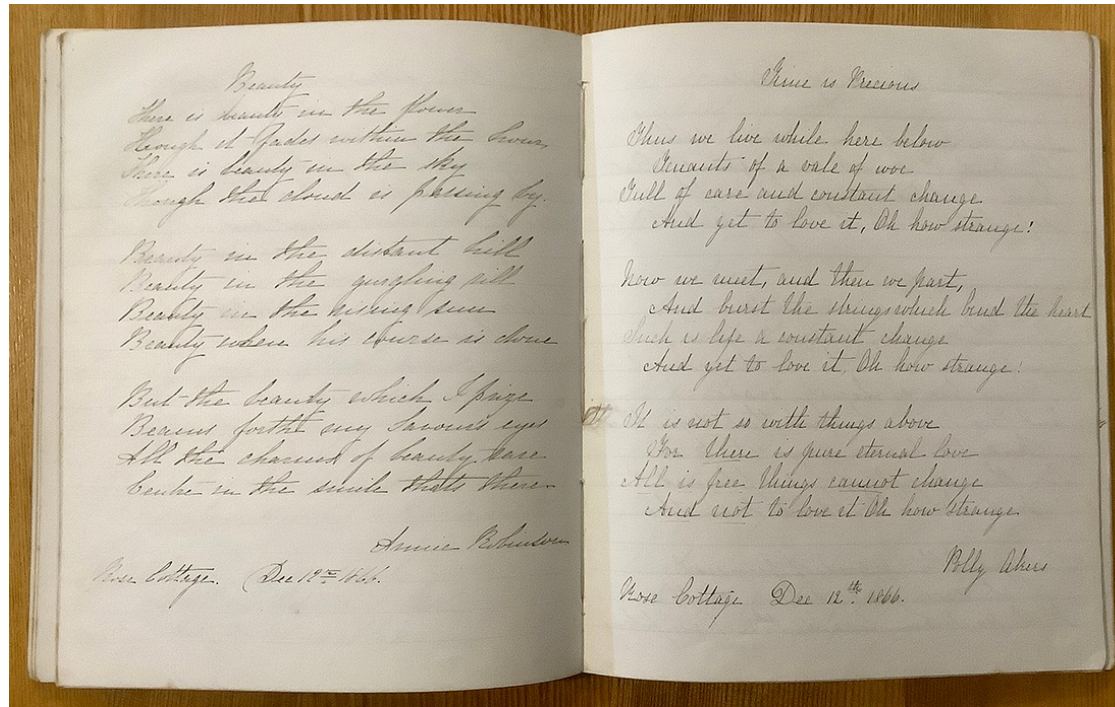 Beauty
There is beauty in the flower
Though it fades within the hour,
There is beauty in the sky
Though the cloud is passing by.
Beauty in the distant hill
Beauty in the gurgling rill
Beauty in the rising sun
Beauty when his course is done
But the beauty which I prize
Beams forth my Saviour's eyes
All the charms of beauty rare
Centre in the smile thats there.
Annie Robinson
Rose Cottage. Dec 12th 1866.
Time is Precious
Thus we live while here below
Tenants of a vale of woe
Full of care and constant change
And yet to love it, Oh how strange!
Now we meet, and then we part,
And burst the strings which bind the heart
Such is life a constant change
And yet to love it, Oh how strange!
It is not so with things above
For there is pure eternal love
All is free things cannot change
And not to love it Oh how strange
Polly Akers
Rose Cottage Dec 12th. 1866.